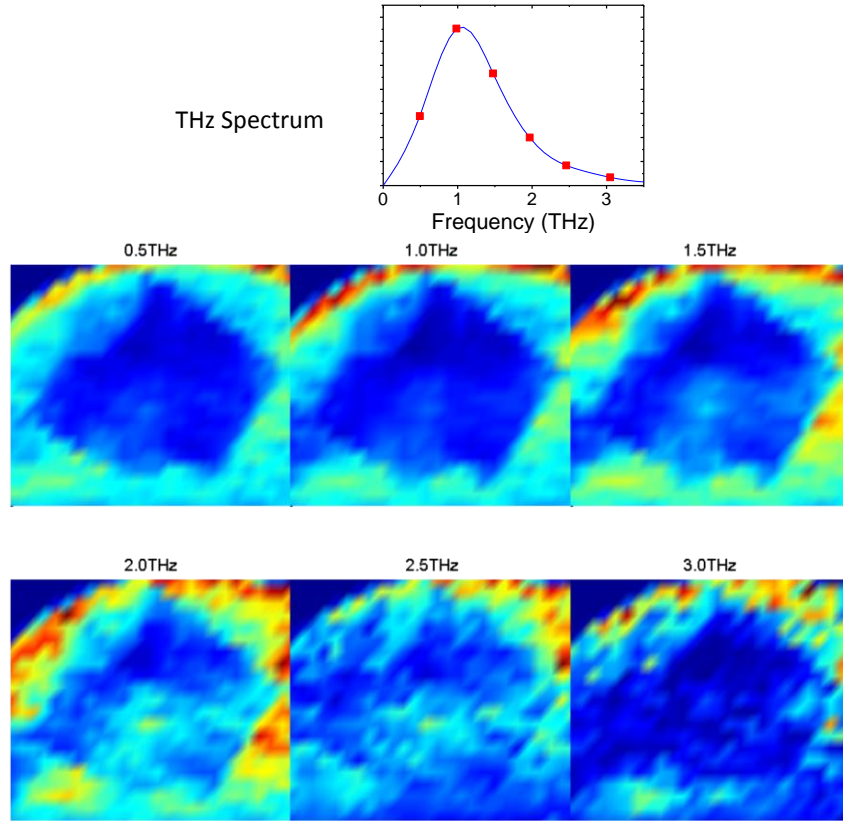 THz Spectrum
0 1 2 3
Frequency (THz)
0.5THz 1.0THz 1.5THz
2.0THz 2.5THz 3.0THz